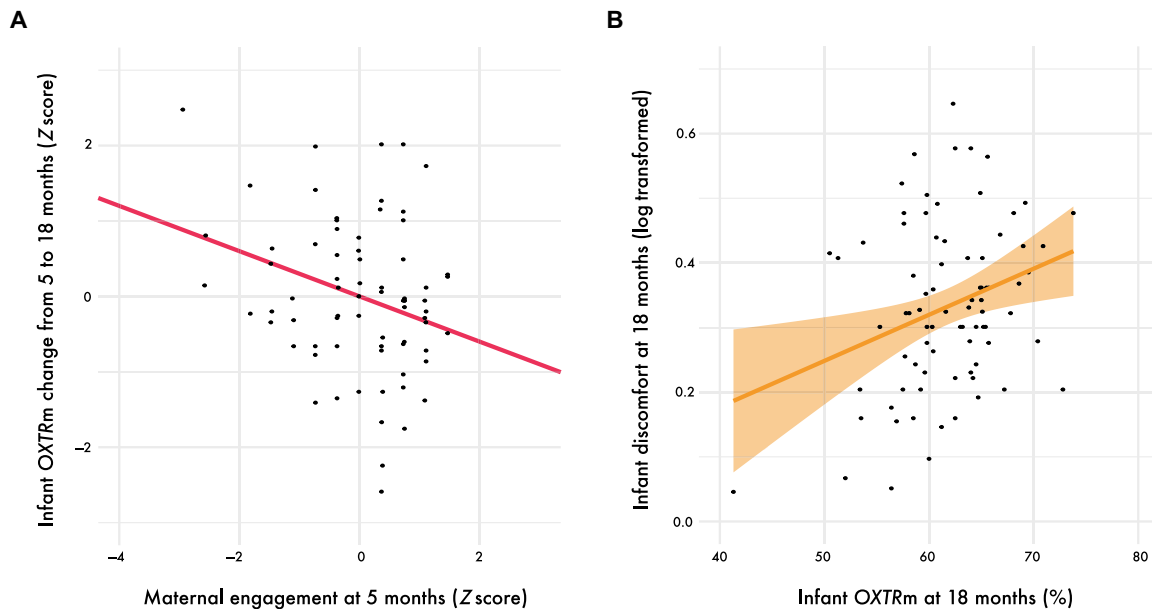 A
Infant OXTRm change from 5 to 18 months (Z score)
2
0
–2
–4
–2
0
2
Maternal engagement at 5 months (Z score)
B
Infant discomfort at 18 months (log transformed)
0.6
0.4
0.2
0.0
40
50
60
70
80
Infant OXTRm at 18 months (%)